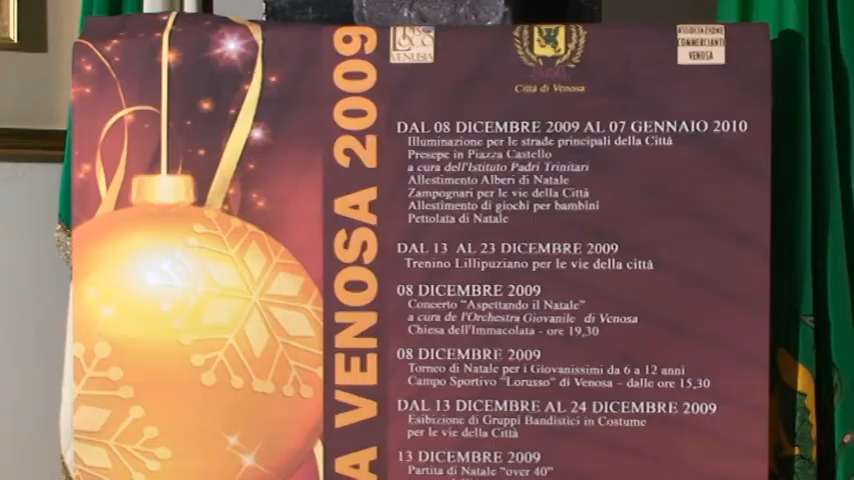 VENUSIA
Città di Venosa
ASSOCIAZIONE
COMMERCIANTI
VENOSA
A VENOSA 2009
DAL 08 DICEMBRE 2009 AL 07 GENNAIO 2010
Illuminazione per le strade principali della Città
Presepe in Piazza Castello
a cura dell'Istituto Padri Trinitari
Allestimento Alberi di Natale
Zampognari per le vie della Città
Allestimento di giochi per bambini
Pettolata di Natale
DAL 13 AL 23 DICEMBRE 2009
Trenino Lillipuziano per le vie della città
08 DICEMBRE 2009
Concerto "Aspettando il Natale"
a cura de l'Orchestra Giovanile di Venosa
Chiesa dell'Immacolata - ore 19,30
08 DICEMBRE 2009
Torneo di Natale per i Giovanissimi da 6 a 12 anni
Campo Sportivo "Lorusso" di Venosa - dalle ore 15,30
DAL 13 DICEMBRE AL 24 DICEMBRE 2009
Esibizione di Gruppi Bandistici in Costume
per le vie della Città
13 DICEMBRE 2009
Partita di Natale "over 40"